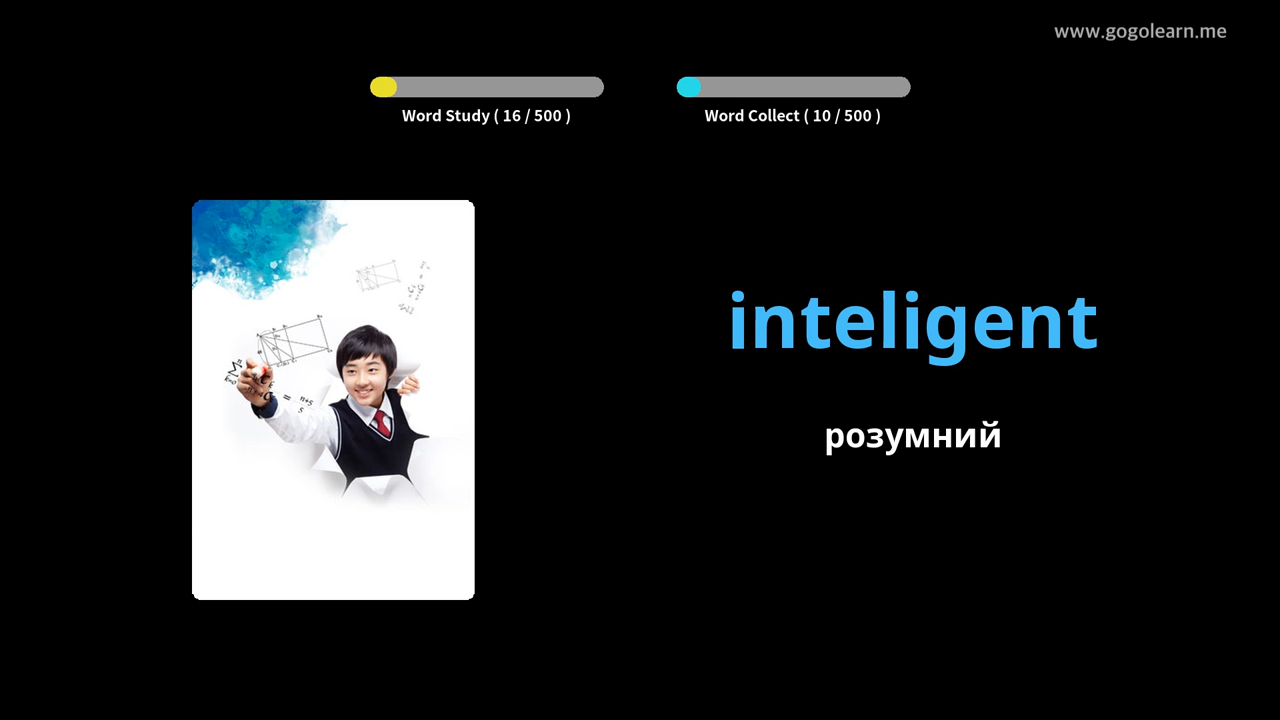 www.gogolearn.me
Word Study ( 16 / 500 )
Word Collect ( 10 / 500 )
inteligent
розумний